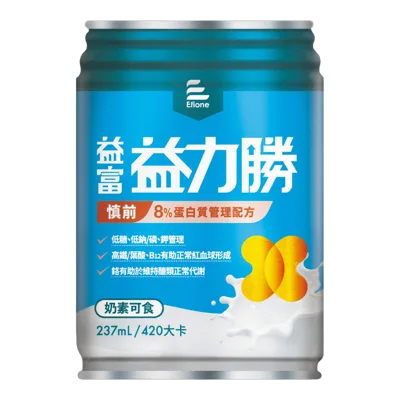 Efione
益富
益力勝
慎前
8%蛋白質管理配方
低糖、低鈉/磷、鉀管理
高鐵/葉酸、B12有助正常紅血球形成
鉻有助於維持醣類正常代謝
奶素可食
237mL/420大卡